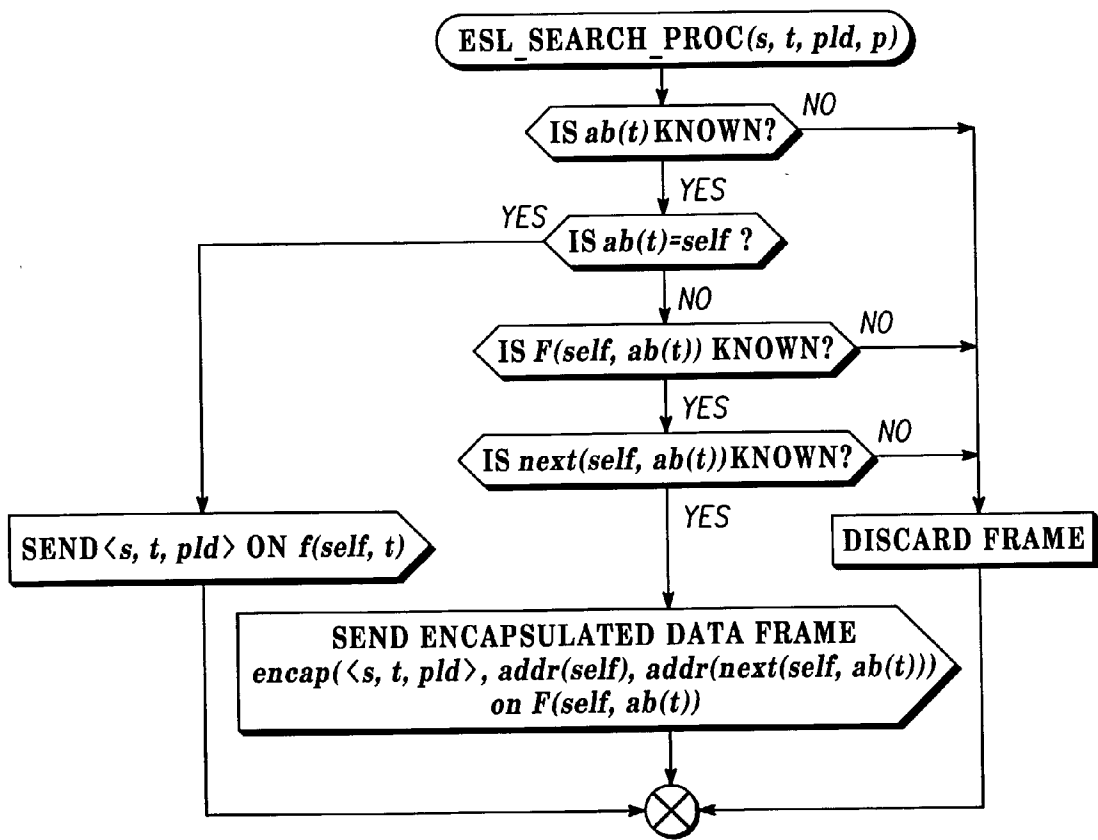 ESL_SEARCH_PROC(s, t, pld, p)
IS ab(t) KNOWN?
NO
YES
YES
IS ab(t)=self ?
NO
IS F(self, ab(t)) KNOWN?
NO
YES
IS next(self, ab(t)) KNOWN?
NO
YES
SEND <s, t, pld> ON f(self, t)
DISCARD FRAME
SEND ENCAPSULATED DATA FRAME
encap(<s, t, pld>, addr(self), addr(next(self, ab(t)))
on F(self, ab(t))